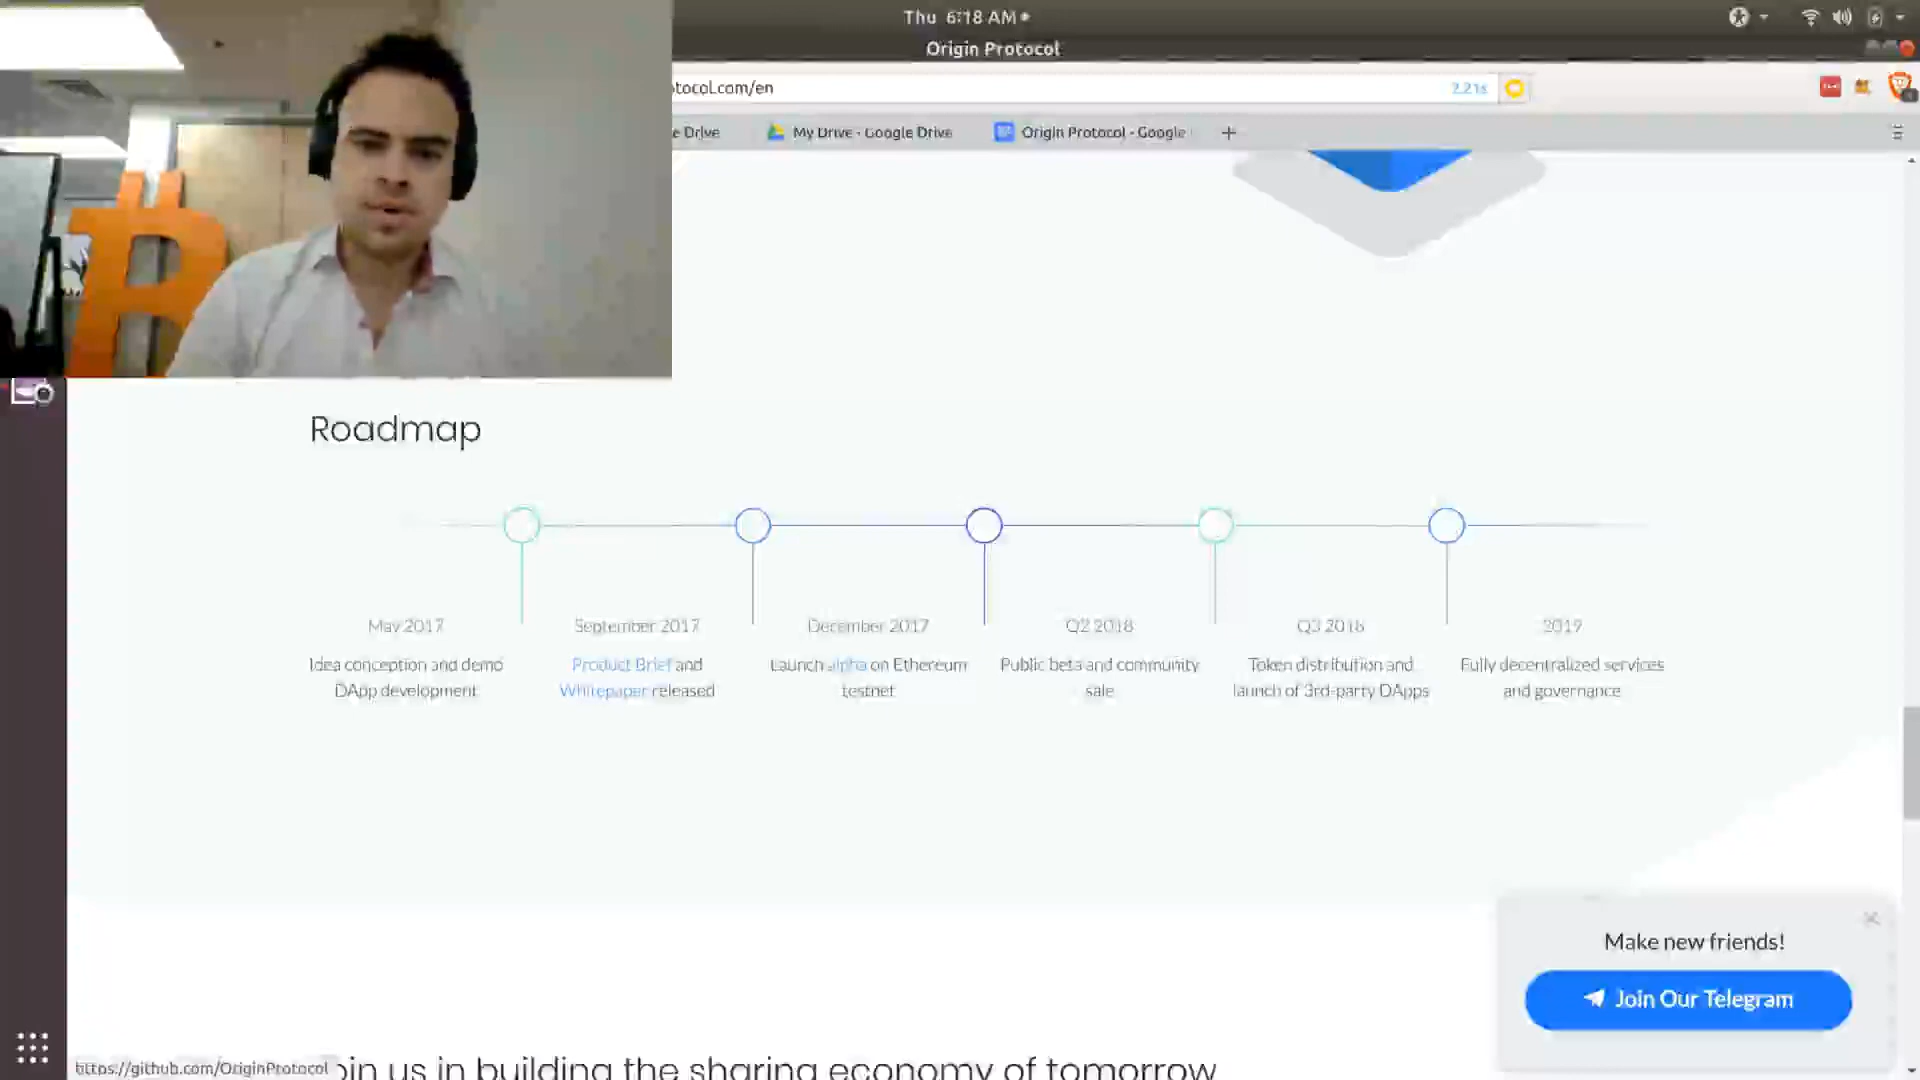 Thu 6:18 AM
Origin Protocol
otocol.com/en
2.21s
e Drive
My Drive - Google Drive
Origin Protocol - Google
Roadmap
May 2017
September 2017
December 2017
Q2 2018
Q3 2018
2019
Idea conception and demo
DApp development
Product Brief and
Whitepaper released
Launch alpha on Ethereum
testnet
Public beta and community
sale
Token distribution and
launch of 3rd-party DApps
Fully decentralized services
and governance
Make new friends!
Join Our Telegram
https://github.com/OriginProtocol
oin us in building the sharing economy of tomorrow